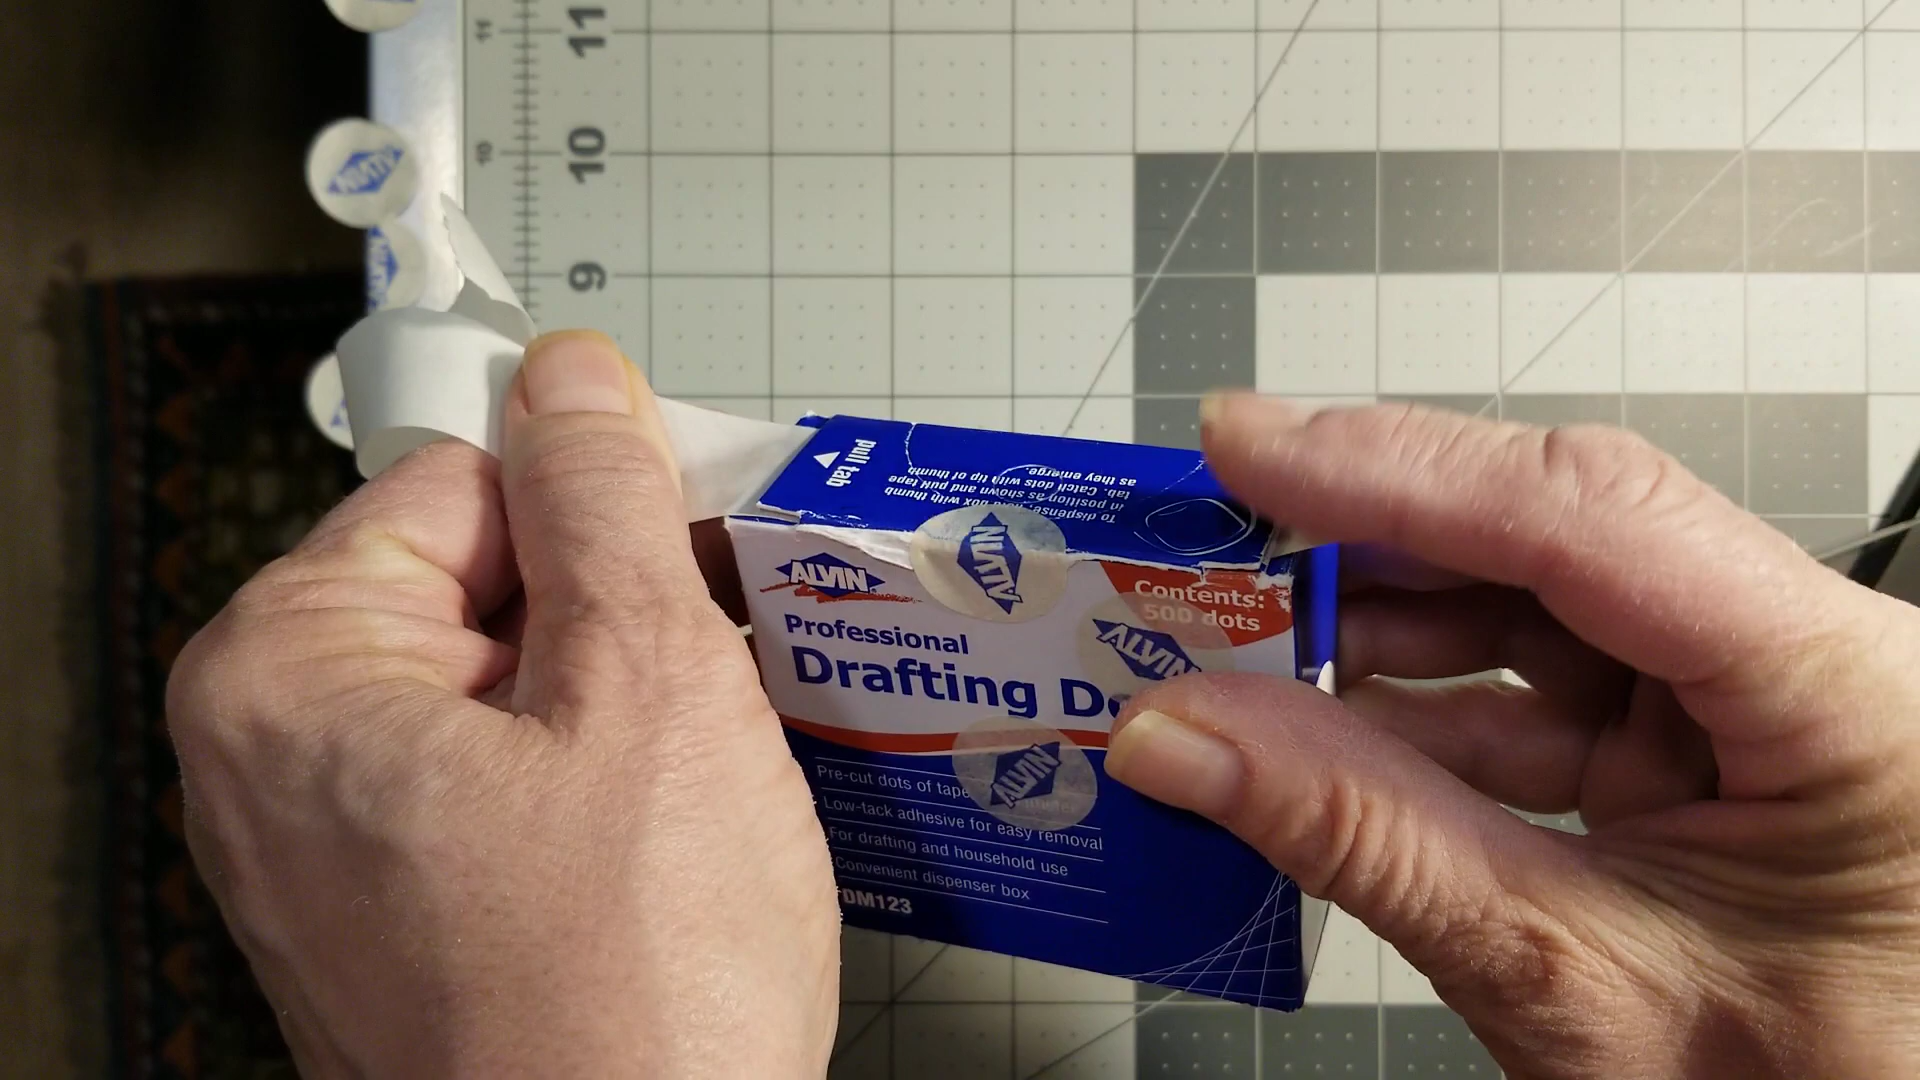 11
11
10
10
9
ALVIN
pull tab
To dispense, hold box with thumb
in position as shown and pull tape
tab. Catch dots with tip of thumb
as they emerge.
ALVIN
ALVIN
Contents:
500 dots
Professional
Drafting
ALVIN
ALVIN
Pre-cut dots of tape
Low-tack adhesive for easy removal
For drafting and household use
Convenient dispenser box
DM123